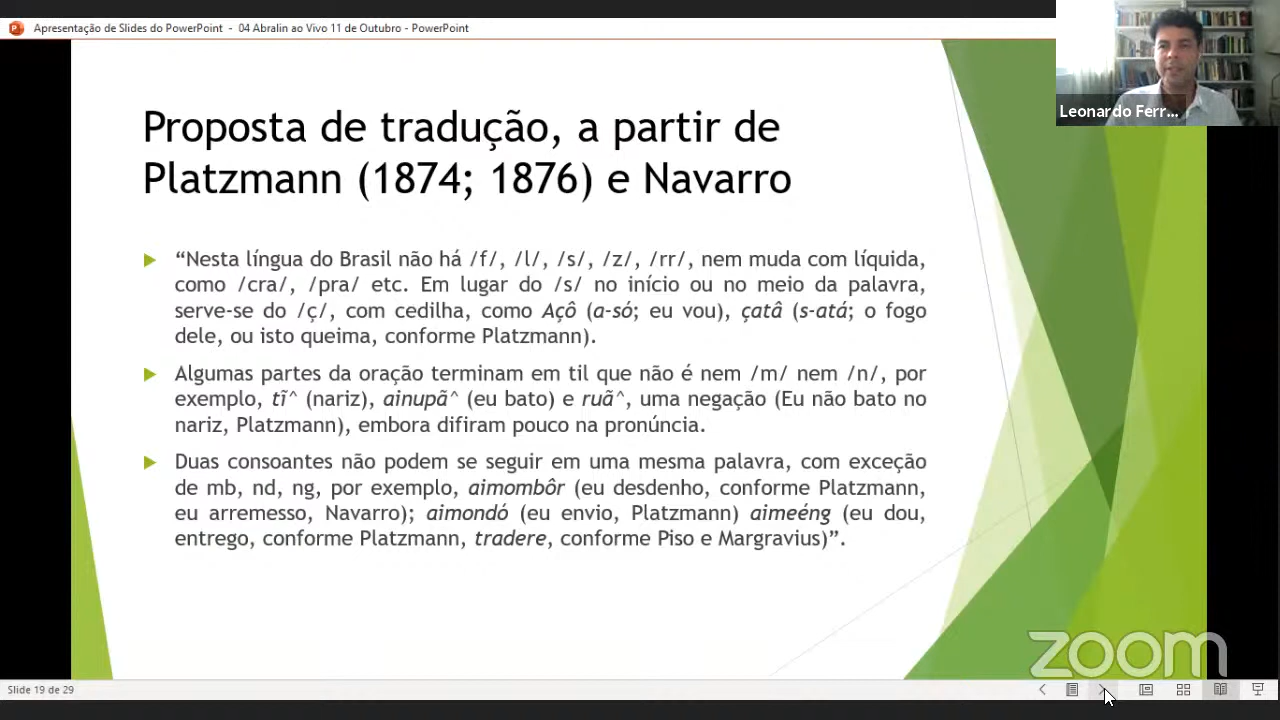 Apresentação de Slides do PowerPoint - 04 Abralin ao Vivo 11 de Outubro - PowerPoint
Leonardo Ferr...
Proposta de tradução, a partir de
Platzmann (1874; 1876) e Navarro
“Nesta língua do Brasil não há /f/, /l/, /s/, /z/, /rr/, nem muda com líquida,
como /cra/, /pra/ etc. Em lugar do /s/ no início ou no meio da palavra,
serve-se do /ç/, com cedilha, como Açô (a-só; eu vou), çatâ (s-atá; o fogo
dele, ou isto queima, conforme Platzmann).
Algumas partes da oração terminam em til que não é nem /m/ nem /n/, por
exemplo, tĩ^ (nariz), ainupã^ (eu bato) e ruã^, uma negação (Eu não bato no
nariz, Platzmann), embora difiram pouco na pronúncia.
Duas consoantes não podem se seguir em uma mesma palavra, com exceção
de mb, nd, ng, por exemplo, aimombôr (eu desdenho, conforme Platzmann,
eu arremesso, Navarro); aimondó (eu envio, Platzmann) aimeéng (eu dou,
entrego, conforme Platzmann, tradere, conforme Piso e Margravius)”.
zoom
Slide 19 de 29